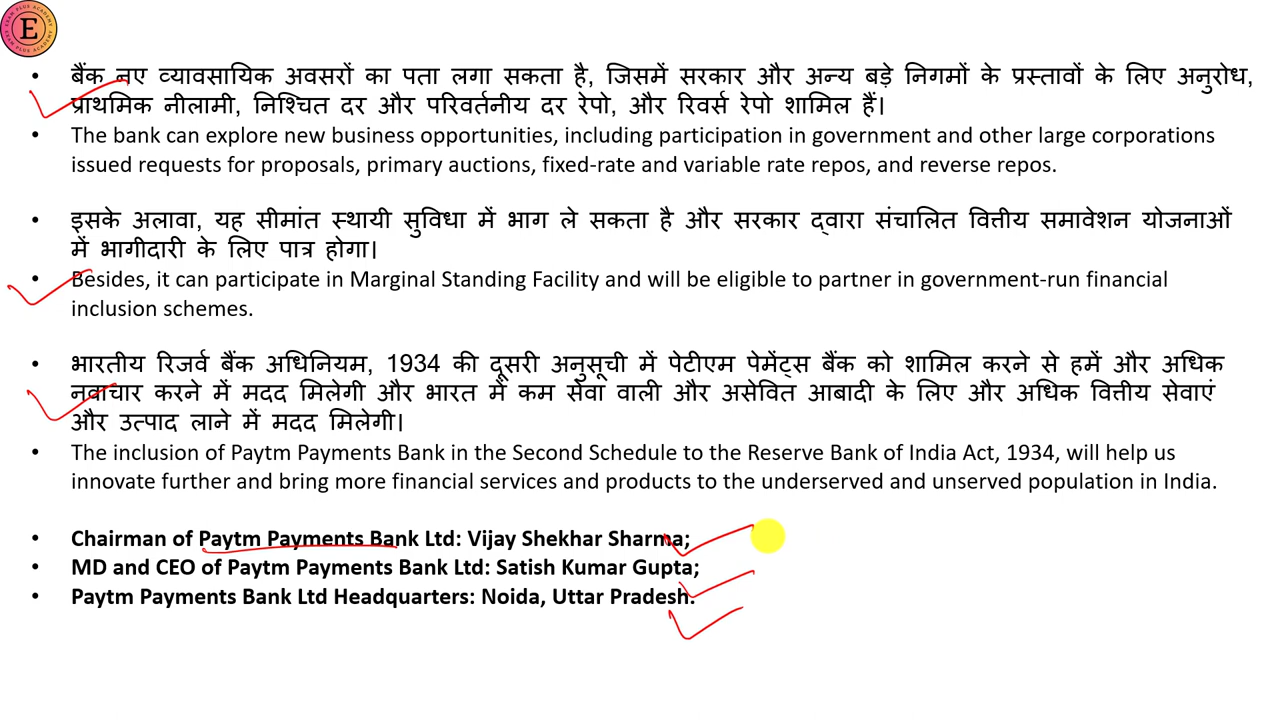 E
EXAM PLUS ACADEMY
• बैंक नए व्यावसायिक अवसरों का पता लगा सकता है, जिसमें सरकार और अन्य बड़े निगमों के प्रस्तावों के लिए अनुरोध,
प्राथमिक नीलामी, निश्चित दर और परिवर्तनीय दर रेपो, और रिवर्स रेपो शामिल हैं।
• The bank can explore new business opportunities, including participation in government and other large corporations
issued requests for proposals, primary auctions, fixed-rate and variable rate repos, and reverse repos.
• इसके अलावा, यह सीमांत स्थायी सुविधा में भाग ले सकता है और सरकार द्वारा संचालित वित्तीय समावेशन योजनाओं
में भागीदारी के लिए पात्र होगा।
• Besides, it can participate in Marginal Standing Facility and will be eligible to partner in government-run financial
inclusion schemes.
• भारतीय रिजर्व बैंक अधिनियम, 1934 की दूसरी अनुसूची में पेटीएम पेमेंट्स बैंक को शामिल करने से हमें और अधिक
नवाचार करने में मदद मिलेगी और भारत में कम सेवा वाली और असेवित आबादी के लिए और अधिक वित्तीय सेवाएं
और उत्पाद लाने में मदद मिलेगी।
• The inclusion of Paytm Payments Bank in the Second Schedule to the Reserve Bank of India Act, 1934, will help us
innovate further and bring more financial services and products to the underserved and unserved population in India.
• Chairman of Paytm Payments Bank Ltd: Vijay Shekhar Sharma;
• MD and CEO of Paytm Payments Bank Ltd: Satish Kumar Gupta;
• Paytm Payments Bank Ltd Headquarters: Noida, Uttar Pradesh.